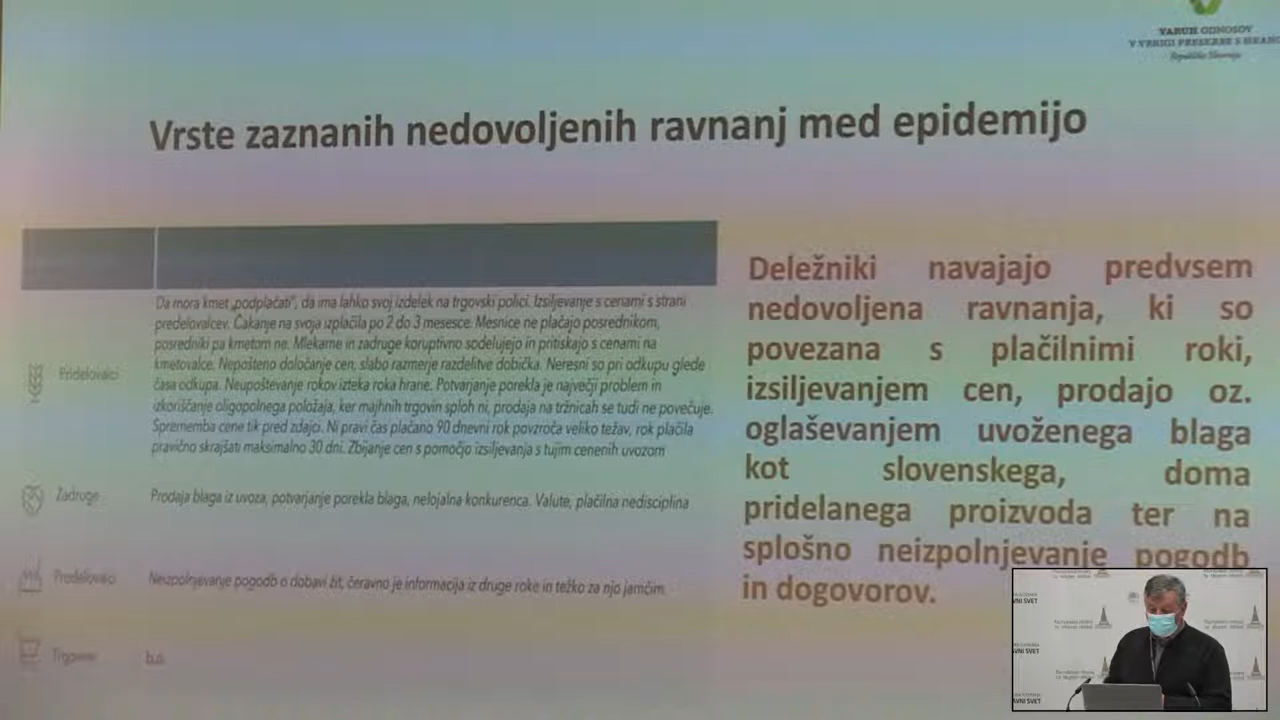 VARUH ODNOSOV
V VERIGI PRESKRBE S HRANO
Republika Slovenija
Vrste zaznanih nedovoljenih ravnanj med epidemijo
Pridelovalci
Da mora kmet „podplačati“, da ima lahko svoj izdelek na trgovski polici. Izsiljevanje s cenami s strani
predelovalcev. Čakanje na svoja izplačila po 2 do 3 mesesce. Mesnice ne plačajo posrednikom,
posredniki pa kmetom ne. Mlekarne in zadruge koruptivno sodelujejo in pritiskajo s cenami na
kmetovalce. Nepošteno določanje cen, slabo razmerje razdelitve dobička. Neresni so pri odkupu glede
časa odkupa. Neupoštevanje rokov izteka roka hrane. Potvarjanje porekla je največji problem in
izkoriščanje oligopolnega položaja, ker majhnih trgovin sploh ni, prodaja na tržnicah se tudi ne povečuje.
Sprememba cene tik pred zdajci. Ni pravi čas plačano 90 dnevni rok povzroča veliko težav, rok plačila
pravično skrajšati maksimalno 30 dni. Zbijanje cen s pomočjo izsiljevanja s tujim cenenih uvozom
Zadruge
Prodaja blaga iz uvoza, potvarjanje porekla blaga, nelojalna konkurenca. Valute, plačilna nedisciplina
Predelovalci
Neizpolnjevanje pogodb o dobavi žit, čeravno je informacija iz druge roke in težko za njo jamčim.
Trgovine
b.o.
Deležniki navajajo predvsem
nedovoljena ravnanja, ki so
povezana s plačilnimi roki,
izsiljevanjem cen, prodajo oz.
oglaševanjem uvoženega blaga
kot slovenskega, doma
pridelanega proizvoda ter na
splošno neizpolnjevanje pogodb
in dogovorov.